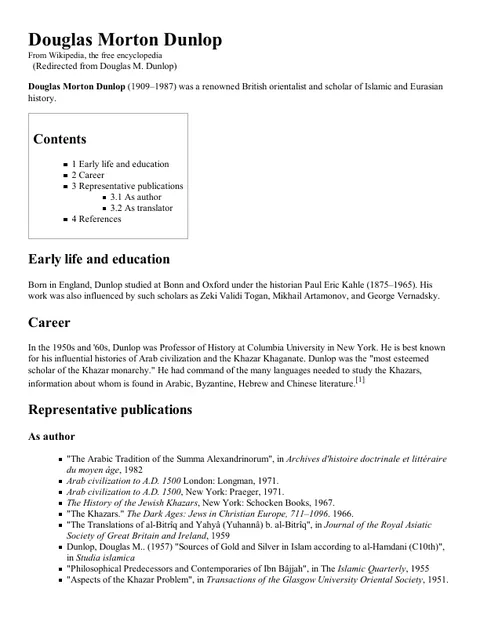 Douglas Morton Dunlop
From Wikipedia, the free encyclopedia
(Redirected from Douglas M. Dunlop)
Douglas Morton Dunlop (1909–1987) was a renowned British orientalist and scholar of Islamic and Eurasian
history.
Contents
1 Early life and education
2 Career
3 Representative publications
3.1 As author
3.2 As translator
4 References
Early life and education
Born in England, Dunlop studied at Bonn and Oxford under the historian Paul Eric Kahle (1875–1965). His
work was also influenced by such scholars as Zeki Validi Togan, Mikhail Artamonov, and George Vernadsky.
Career
In the 1950s and '60s, Dunlop was Professor of History at Columbia University in New York. He is best known
for his influential histories of Arab civilization and the Khazar Khaganate. Dunlop was the "most esteemed
scholar of the Khazar monarchy." He had command of the many languages needed to study the Khazars,
information about whom is found in Arabic, Byzantine, Hebrew and Chinese literature.[1]
Representative publications
As author
"The Arabic Tradition of the Summa Alexandrinorum", in Archives d'histoire doctrinale et littéraire
du moyen âge, 1982
Arab civilization to A.D. 1500 London: Longman, 1971.
Arab civilization to A.D. 1500, New York: Praeger, 1971.
The History of the Jewish Khazars, New York: Schocken Books, 1967.
"The Khazars." The Dark Ages: Jews in Christian Europe, 711–1096. 1966.
"The Translations of al-Bitrîq and Yahyâ (Yuhannâ) b. al-Bitrîq", in Journal of the Royal Asiatic
Society of Great Britain and Ireland, 1959
Dunlop, Douglas M.. (1957) "Sources of Gold and Silver in Islam according to al-Hamdani (C10th)",
in Studia islamica
"Philosophical Predecessors and Contemporaries of Ibn Bâjjah", in The Islamic Quarterly, 1955
"Aspects of the Khazar Problem", in Transactions of the Glasgow University Oriental Society, 1951.